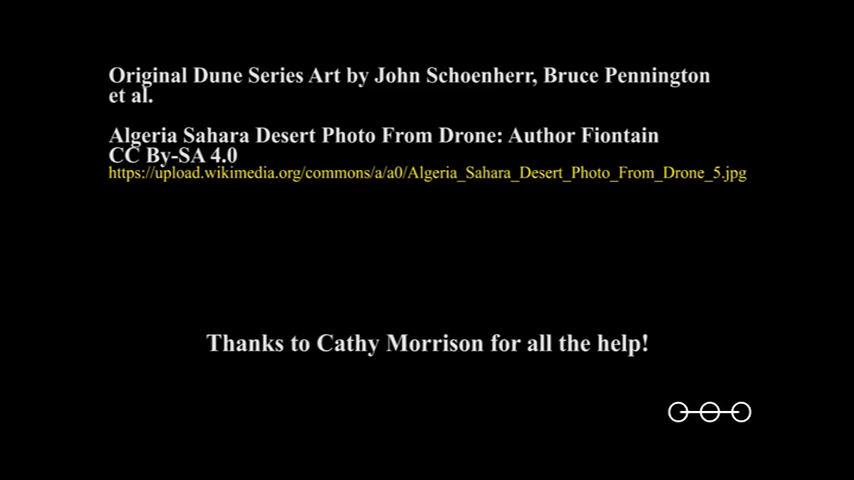 Original Dune Series Art by John Schoenherr, Bruce Pennington
et al.
Algeria Sahara Desert Photo From Drone: Author Fiontain
CC By-SA 4.0
https://upload.wikimedia.org/commons/a/a0/Algeria_Sahara_Desert_Photo_From_Drone_5.jpg
Thanks to Cathy Morrison for all the help!